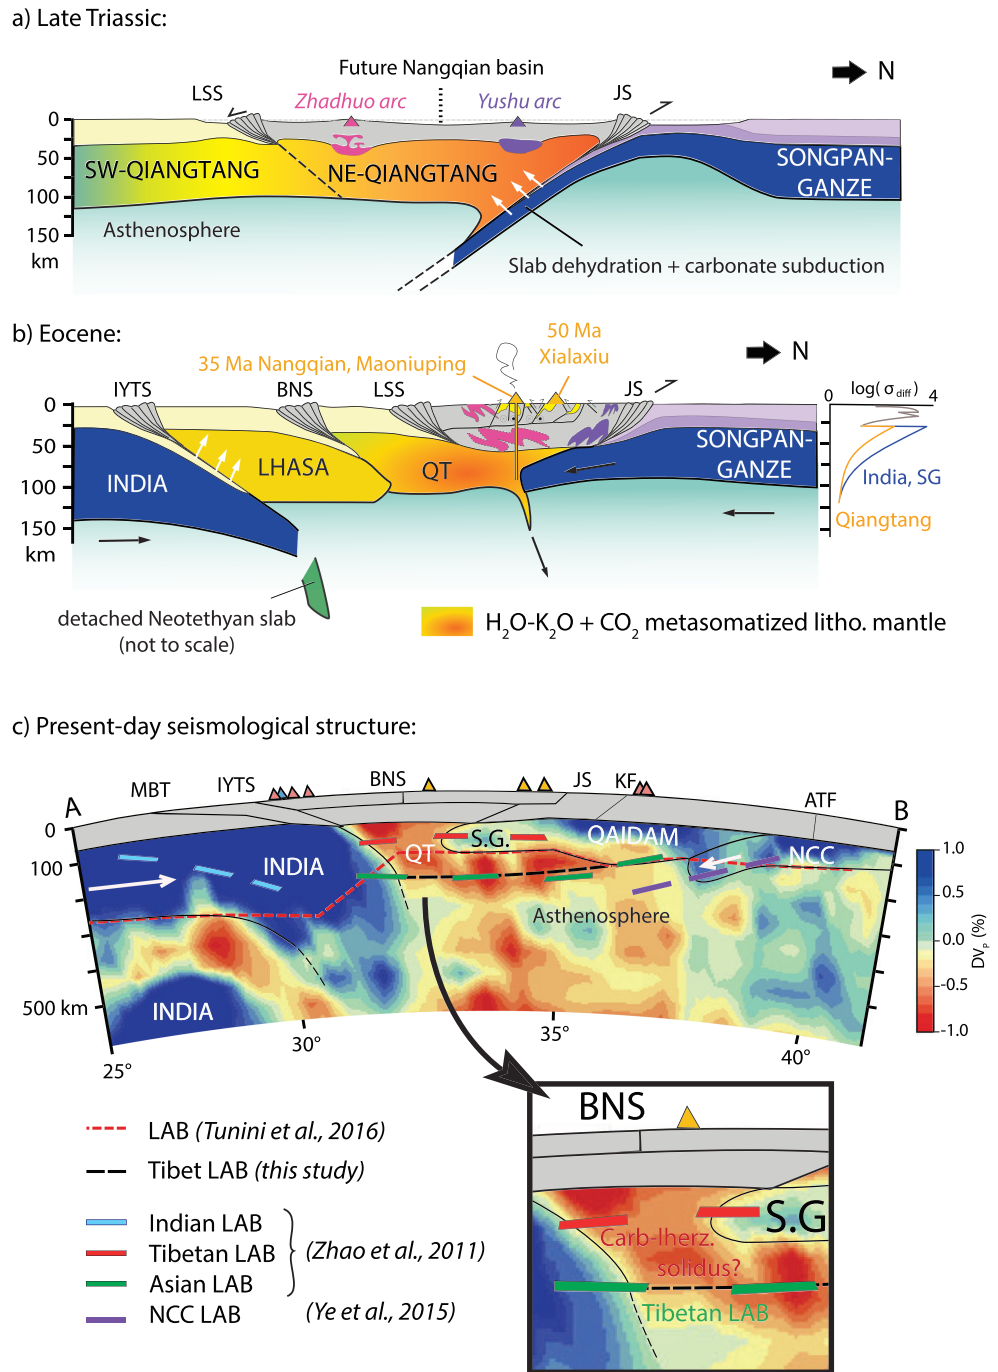 a) Late Triassic:
Future Nangqian basin
N
LSS
Zhadhuo arc
Yushu arc
JS
0
50
100
150
km
SW-QIANGTANG
NE-QIANGTANG
SONGPAN-
GANZE
Asthenosphere
Slab dehydration + carbonate subduction
b) Eocene:
50 Ma
Xialaxiu
35 Ma Nangqian, Maoniuping
N
IYTS
BNS
LSS
JS
log( σdiff)
0
4
0
50
100
150
km
INDIA
LHASA
QT
SONGPAN-
GANZE
India, SG
Qiangtang
detached Neotethyan slab
(not to scale)
H2O-K2O + CO2 metasomatized litho. mantle
c) Present-day seismological structure:
A
MBT
IYTS
BNS
JS
KF
ATF
B
0
100
500 km
INDIA
QT
S.G.
QAIDAM
NCC
Asthenosphere
INDIA
25°
30°
35°
40°
1.0
0.5
0.0
-0.5
-1.0
DvP (%)
LAB (Tunini et al., 2016)
Tibet LAB (this study)
Indian LAB
Tibetan LAB
Asian LAB
(Zhao et al., 2011)
NCC LAB
(Ye et al., 2015)
BNS
S.G
Carb-lherz.
solidus?
Tibetan LAB